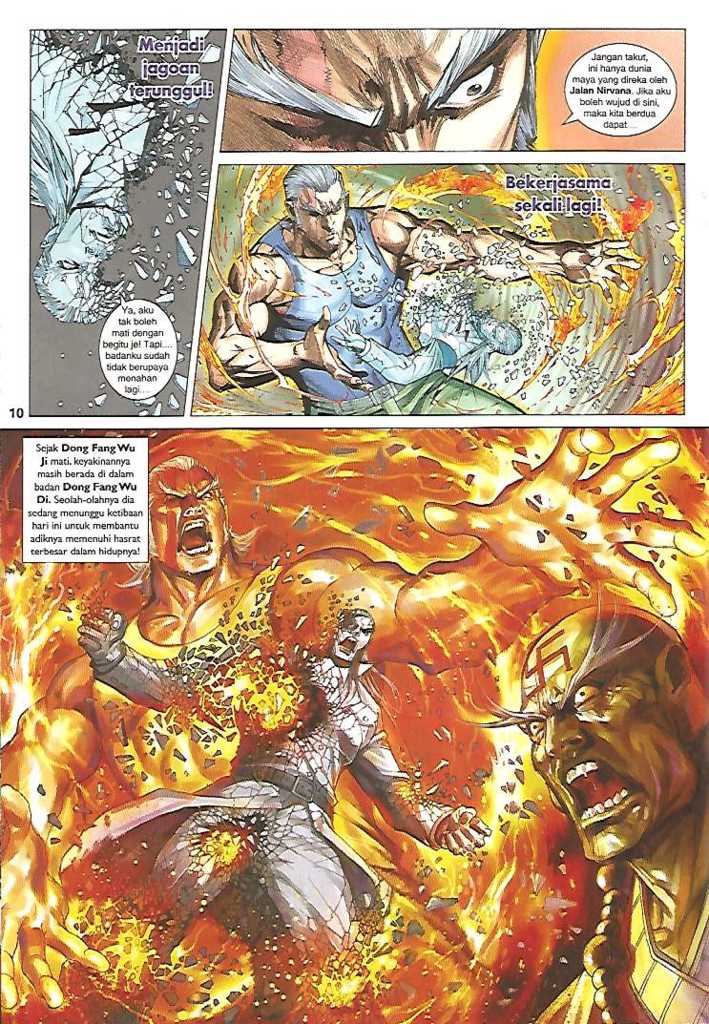 Menjadi
jagoan
terunggul!
Ya, aku
tak boleh
mati dengan
begitu je! Tapi....
badanku sudah
tidak berupaya
menahan
lagi....
Jangan takut,
ini hanya dunia
maya yang direka oleh
Jalan Nirvana. Jika aku
boleh wujud di sini,
maka kita berdua
dapat....
Bekerjasama
sekali lagi!
10
Sejak Dong Fang Wu
Ji mati, keyakinannya
masih berada di dalam
badan Dong Fang Wu
Di. Seolah-olahnya dia
sedang menunggu ketibaan
hari ini untuk membantu
adiknya memenuhi hasrat
terbesar dalam hidupnya!